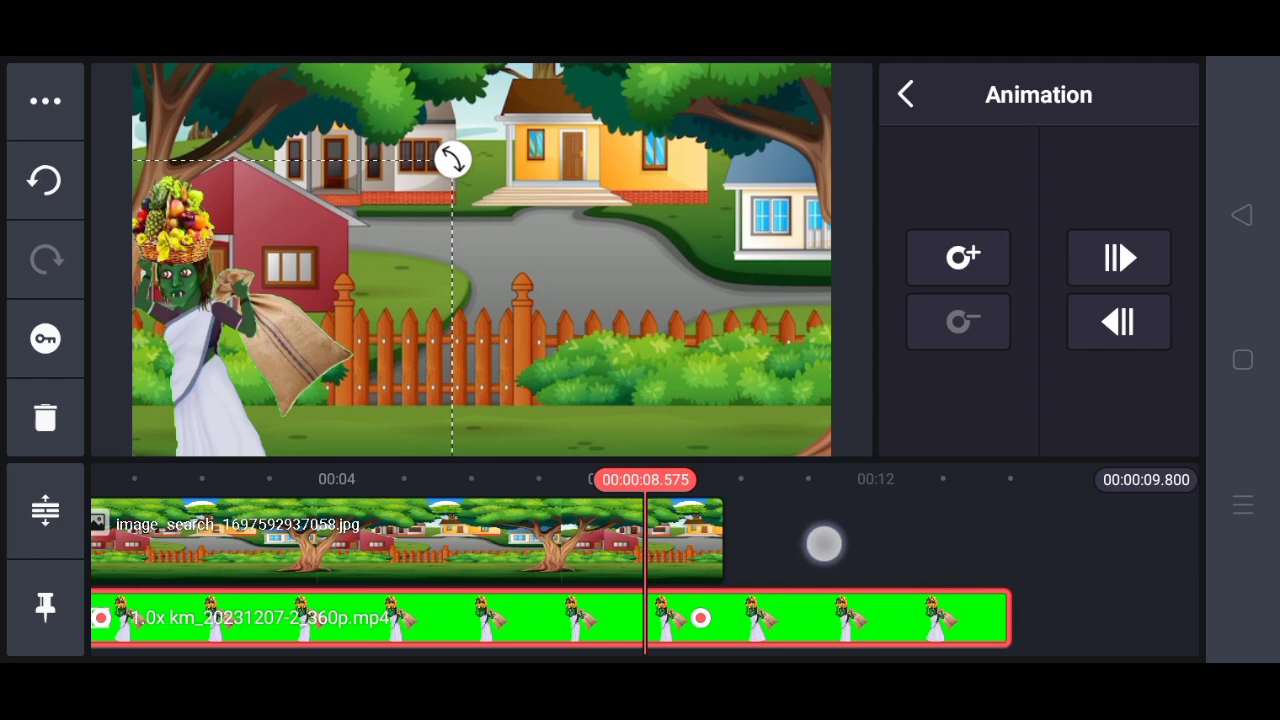 Animation
00:04
00:00:08.575
00:12
00:00:09.800
image_search_1697592937058.jpg
1.0x km_20231207-2_360p.mp4